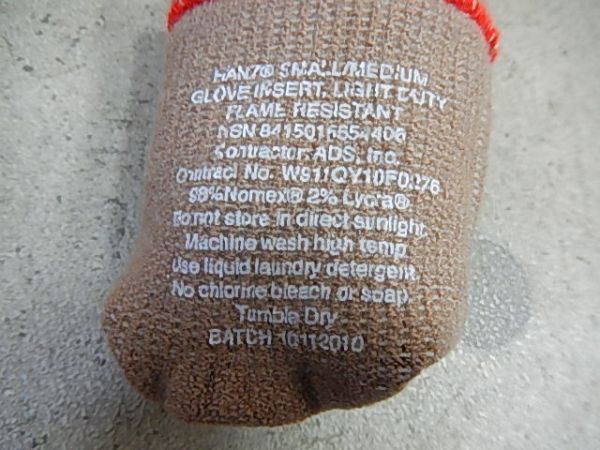 HANZ® SMALL/MEDIUM
GLOVE INSERT, LIGHT DUTY
FLAME RESISTANT
NSN 8415015554406
Contractor: ADS, Inc.
Contract No.
98%Nomex® 2% Lycra®
Do not store in direct sunlight.
Machine wash high temp
Use liquid laundry detergent.
No chlorine bleach or soap.
Tumble Dry
BATCH 10112010